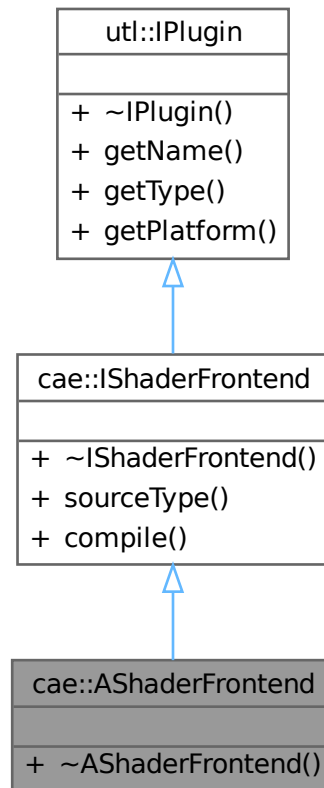 utl::IPlugin
+ ~IPlugin()
+ getName()
+ getType()
+ getPlatform()
cae::IShaderFrontend
+ ~IShaderFrontend()
+ sourceType()
+ compile()
cae::AShaderFrontend
+ ~AShaderFrontend()